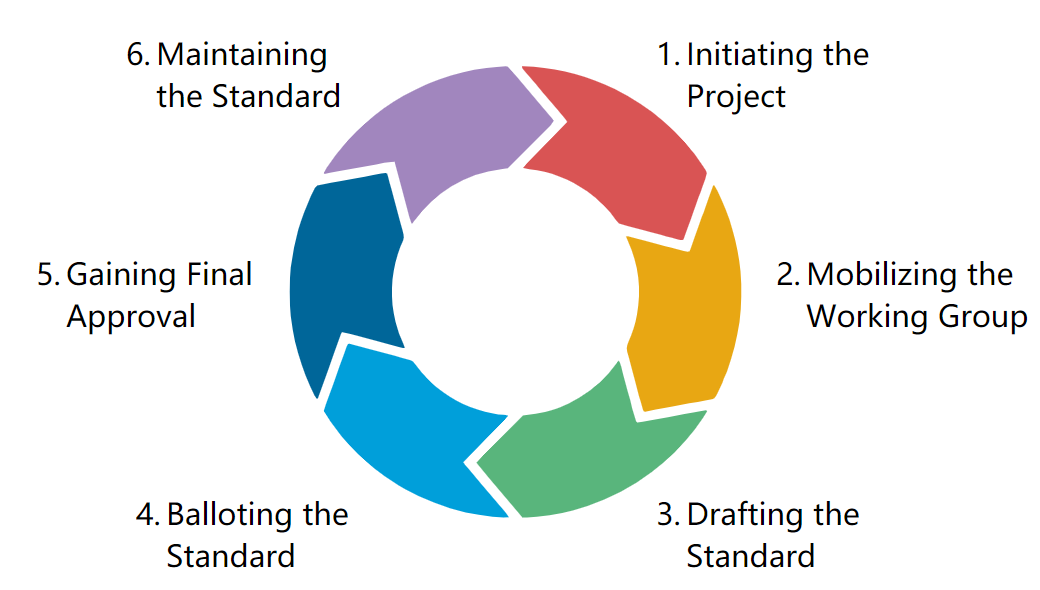 1. Initiating the
Project
2. Mobilizing the
Working Group
3. Drafting the
Standard
4. Balloting the
Standard
5. Gaining Final
Approval
6. Maintaining
the Standard